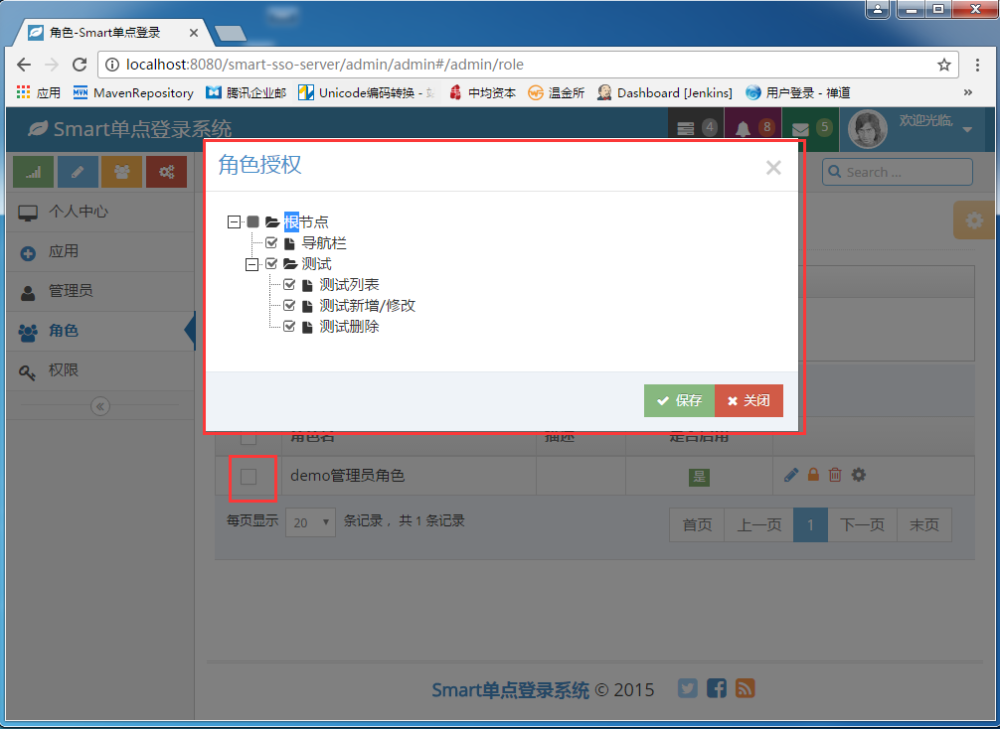 角色-Smart单点登录
localhost:8080/smart-sso-server/admin/admin#/admin/role
应用 MavenRepository 腾讯企业邮 Unicode编码转换 - 中均资本 温金所 Dashboard [Jenkins] 用户登录 - 禅道 »
Smart单点登录系统 4 8 5 欢迎光临,
角色授权
Search ...
个人中心
应用
管理员
角色
权限
根节点
导航栏
测试
测试列表
测试新增/修改
测试删除
保存 关闭
角色名 描述 是否启用
demo管理员角色 是
每页显示 20 条记录，共 1 条记录 首页 上一页 1 下一页 末页
Smart单点登录系统 © 2015